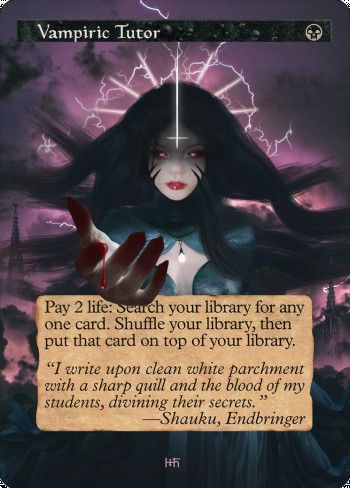 Vampiric Tutor
Pay 2 life: Search your library for any
one card. Shuffle your library, then
put that card on top of your library.
"I write upon clean white parchment
with a sharp quill and the blood of my
students, divining their secrets."
—Shauku, Endbringer